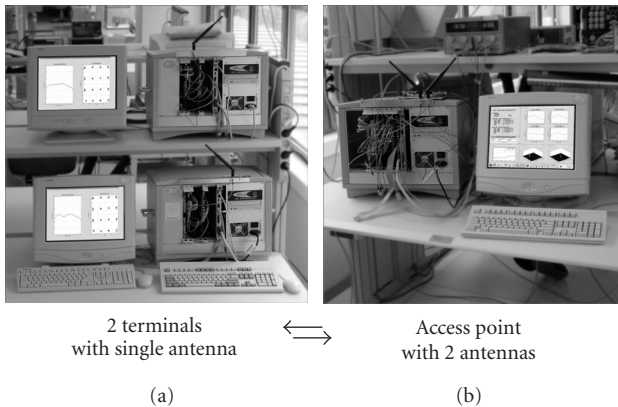 2 terminals
with single antenna
Access point
with 2 antennas
(a)
(b)